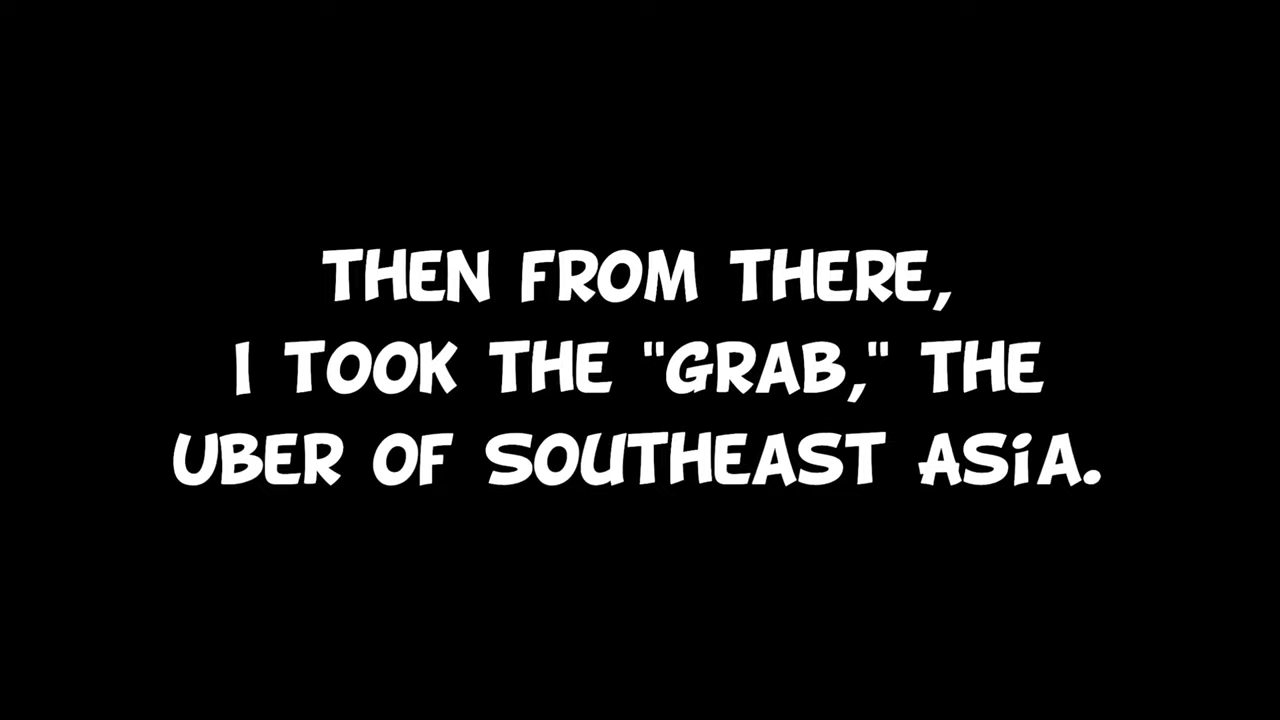 THEN FROM THERE,
I TOOK THE "GRAB," THE
UBER OF SOUTHEAST ASiA.